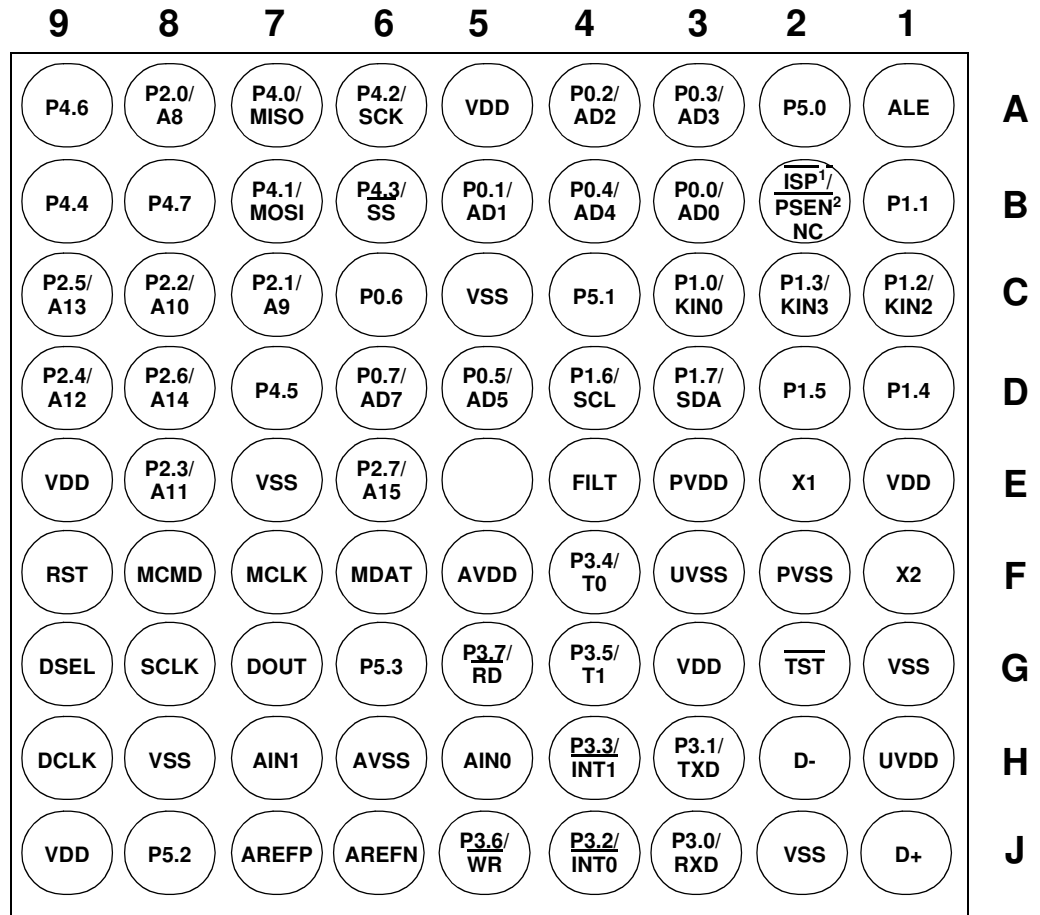 9 8 7 6 5 4 3 2 1
P4.6 P2.0/ A8 P4.0/ MISO P4.2/ SCK VDD P0.2/ AD2 P0.3/ AD3 P5.0 ALE A
P4.4 P4.7 P4.1/ MOSI P4.3/ SS P0.1/ AD1 P0.4/ AD4 P0.0/ AD0 ISP1/ PSEN2 NC P1.1 B
P2.5/ A13 P2.2/ A10 P2.1/ A9 P0.6 VSS P5.1 P1.0/ KIN0 P1.3/ KIN3 P1.2/ KIN2 C
P2.4/ A12 P2.6/ A14 P4.5 P0.7/ AD7 P0.5/ AD5 P1.6/ SCL P1.7/ SDA P1.5 P1.4 D
VDD P2.3/ A11 VSS P2.7/ A15 FILT PVDD X1 VDD E
RST MCMD MCLK MDAT AVDD P3.4/ T0 UVSS PVSS X2 F
DSEL SCLK DOUT P5.3 P3.7/ RD P3.5/ T1 VDD TST VSS G
DCLK VSS AIN1 AVSS AIN0 P3.3/ INT1 P3.1/ TXD D- UVDD H
VDD P5.2 AREFP AREFN P3.6/ WR P3.2/ INT0 P3.0/ RXD VSS D+ J